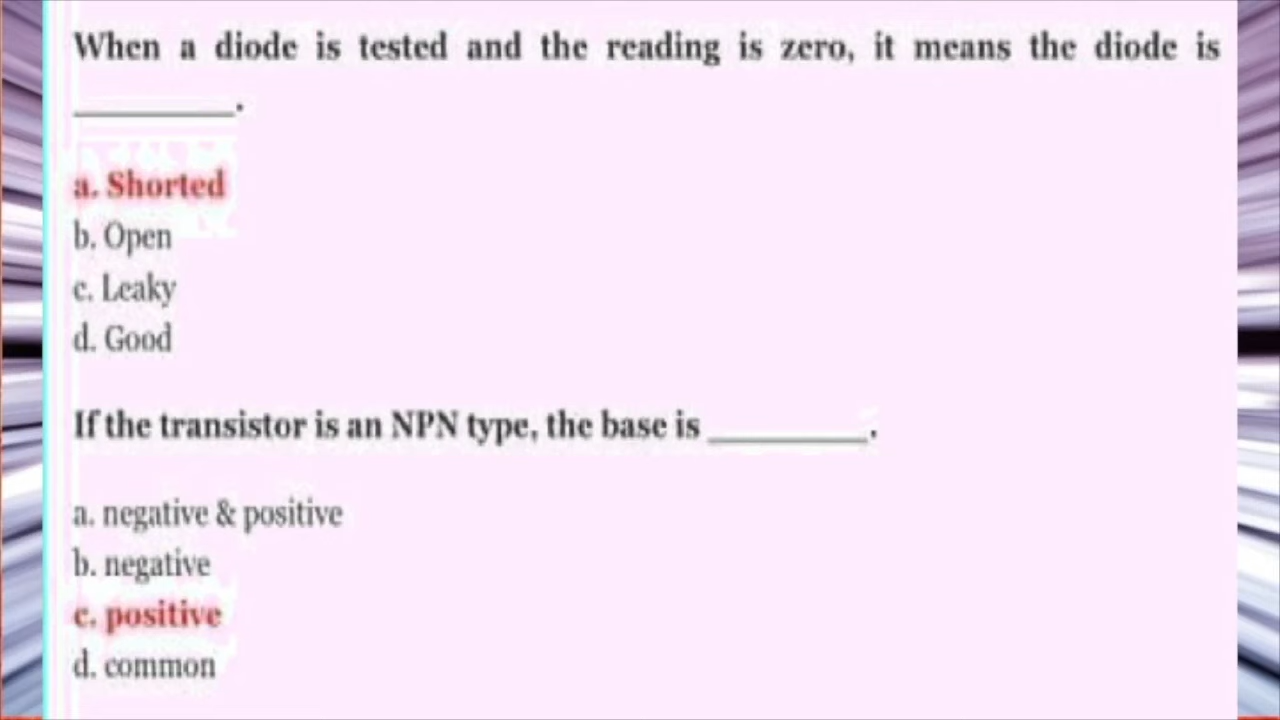 When a diode is tested and the reading is zero, it means the diode is
__________.
a. Shorted
b. Open
c. Leaky
d. Good
If the transistor is an NPN type, the base is __________.
a. negative & positive
b. negative
c. positive
d. common